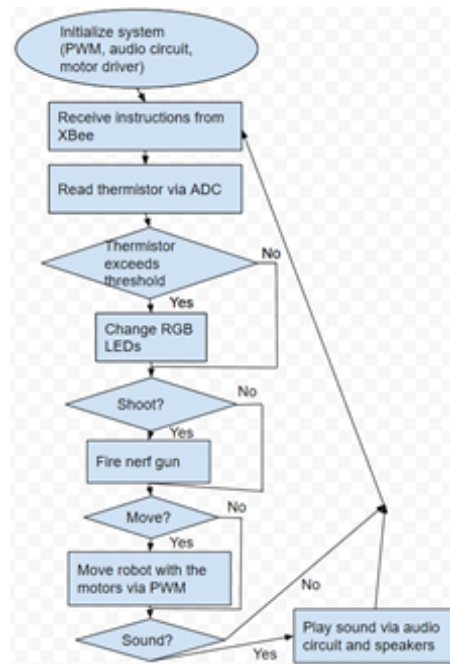 Initialize system
(PWM, audio circuit,
motor driver)
Receive instructions from
XBee
Read thermistor via ADC
Thermistor
exceeds
threshold
No
Yes
Change RGB
LEDs
Shoot?
No
Yes
Fire nerf gun
Move?
No
Yes
Move robot with the
motors via PWM
No
Sound?
Yes
Play sound via audio
circuit and speakers